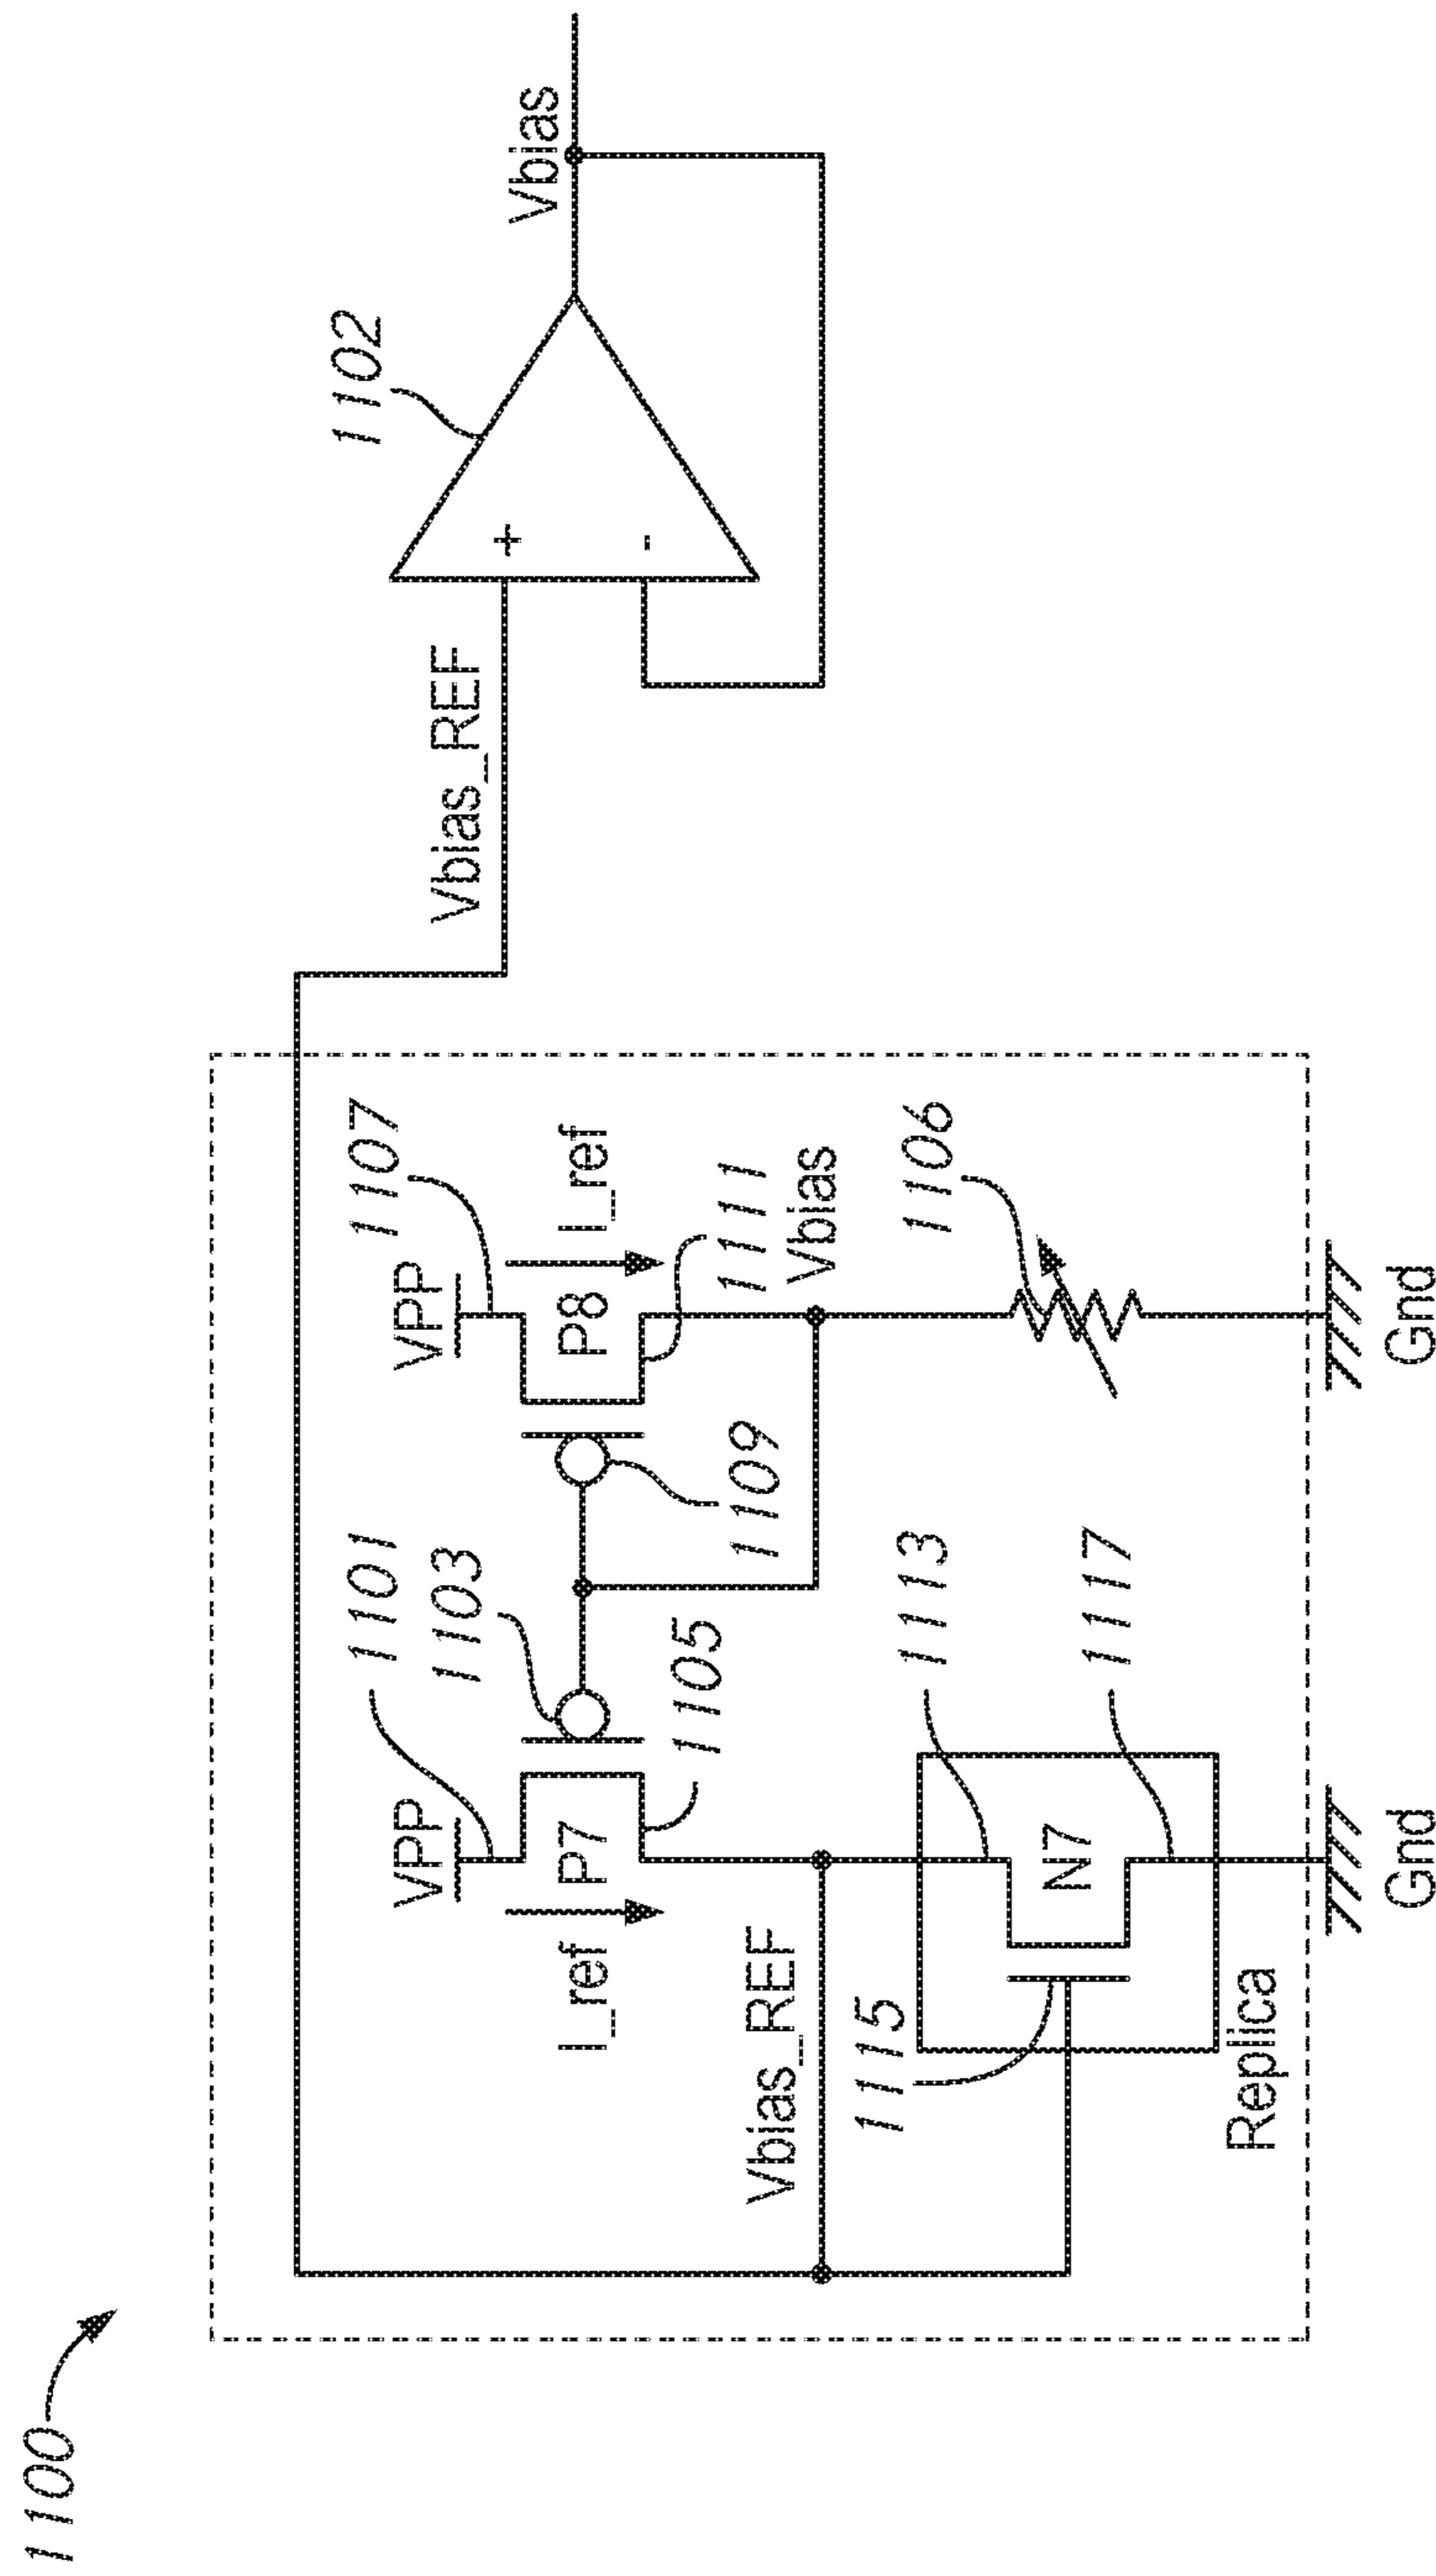 1100
1102
Vbias
Vbias_REF
+
-
1101
1103
1107
VPP
VPP
I_ref
P7
P8
I_ref
1105
1109
1111
Vbias
Vbias_REF
1115
1113
1106
N7
1117
Replica
Gnd
Gnd